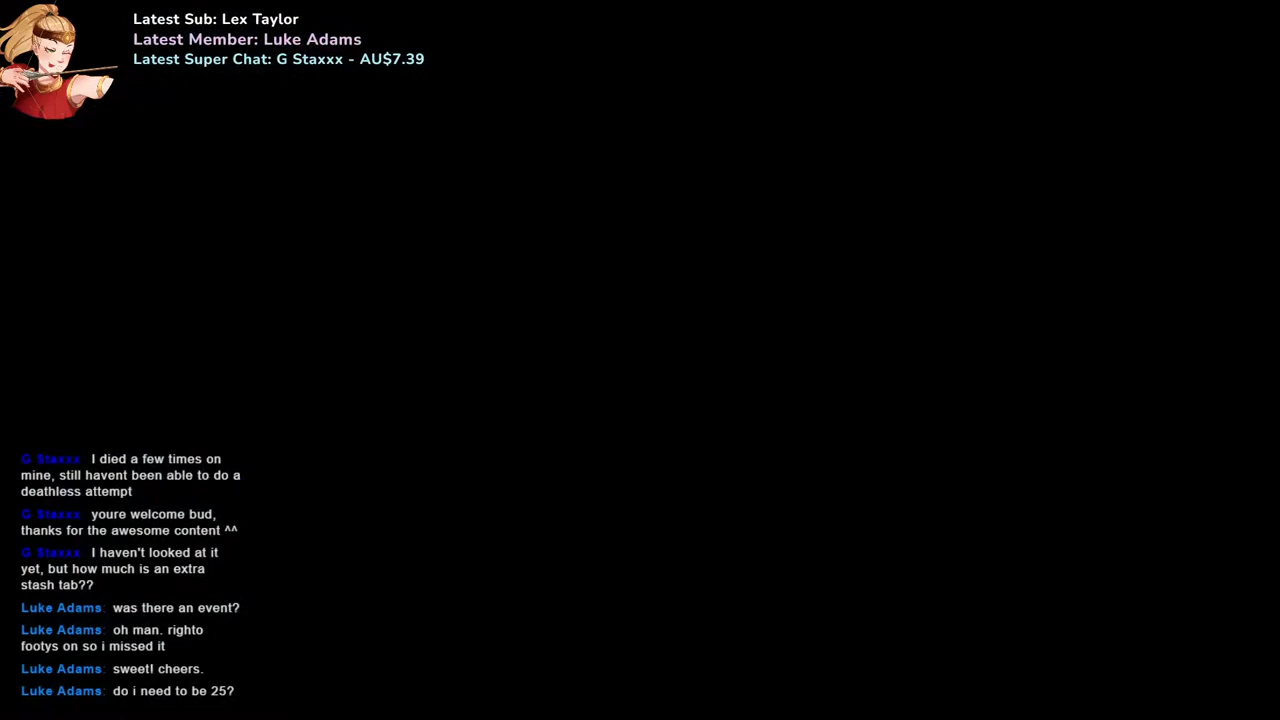 Latest Sub: Lex Taylor
Latest Member: Luke Adams
Latest Super Chat: G Staxxx - AU$7.39
G Staxxx I died a few times on
mine, still havent been able to do a
deathless attempt
G Staxxx youre welcome bud,
thanks for the awesome content ^^
G Staxxx I haven't looked at it
yet, but how much is an extra
stash tab??
Luke Adams: was there an event?
Luke Adams: oh man. righto
footys on so i missed it
Luke Adams: sweet! cheers.
Luke Adams: do i need to be 25?